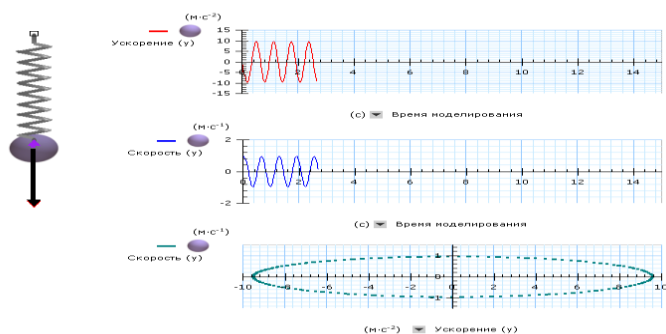 (м·с⁻²)
Ускорение (y)
15
10
5
0
-5
-10
-15
0 2 4 6 8 10 12 14
(с) Время моделирования
(м·с⁻¹)
Скорость (y)
2
0
-2
0 2 4 6 8 10 12 14
(с) Время моделирования
(м·с⁻¹)
Скорость (y)
1
0
-1
-10 -8 -6 -4 -2 0 2 4 6 8 10
(м·с⁻²) Ускорение (y)